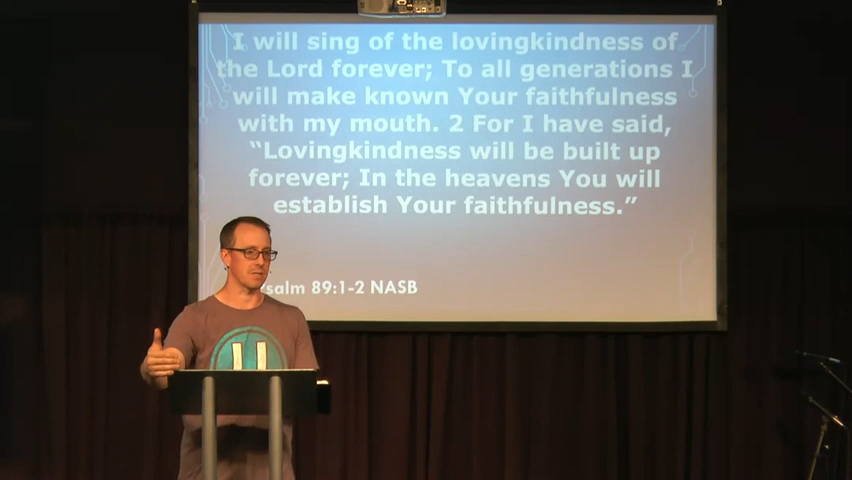 I will sing of the lovingkindness of
the Lord forever; To all generations I
will make known Your faithfulness
with my mouth. 2 For I have said,
“Lovingkindness will be built up
forever; In the heavens You will
establish Your faithfulness.”
salm 89:1-2 NASB